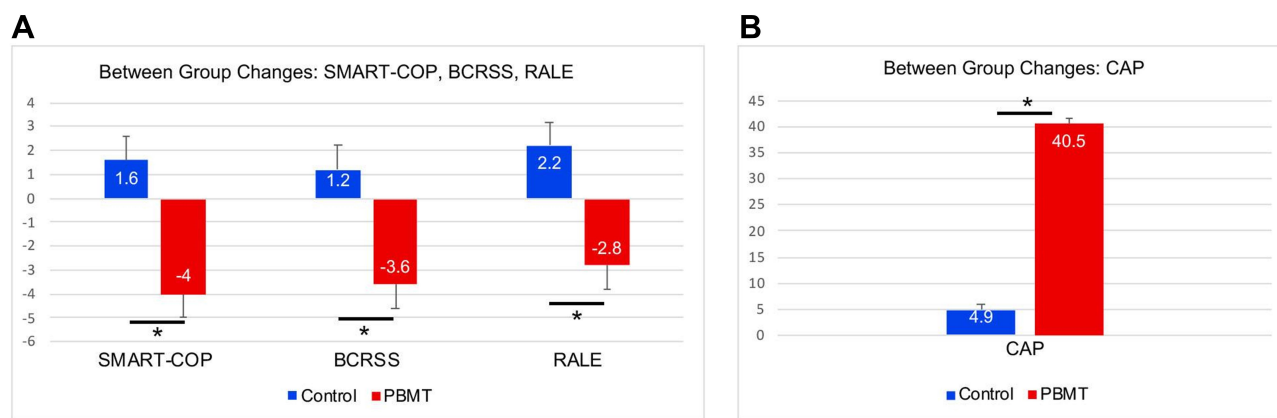 A
Between Group Changes: SMART-COP, BCRSS, RALE
4
3
2
1
0
-1
-2
-3
-4
-5
-6
1.6
-4
1.2
-3.6
2.2
-2.8
*
*
*
SMART-COP
BCRSS
RALE
Control
PBMT
B
Between Group Changes: CAP
45
40
35
30
25
20
15
10
5
0
*
4.9
40.5
CAP
Control
PBMT